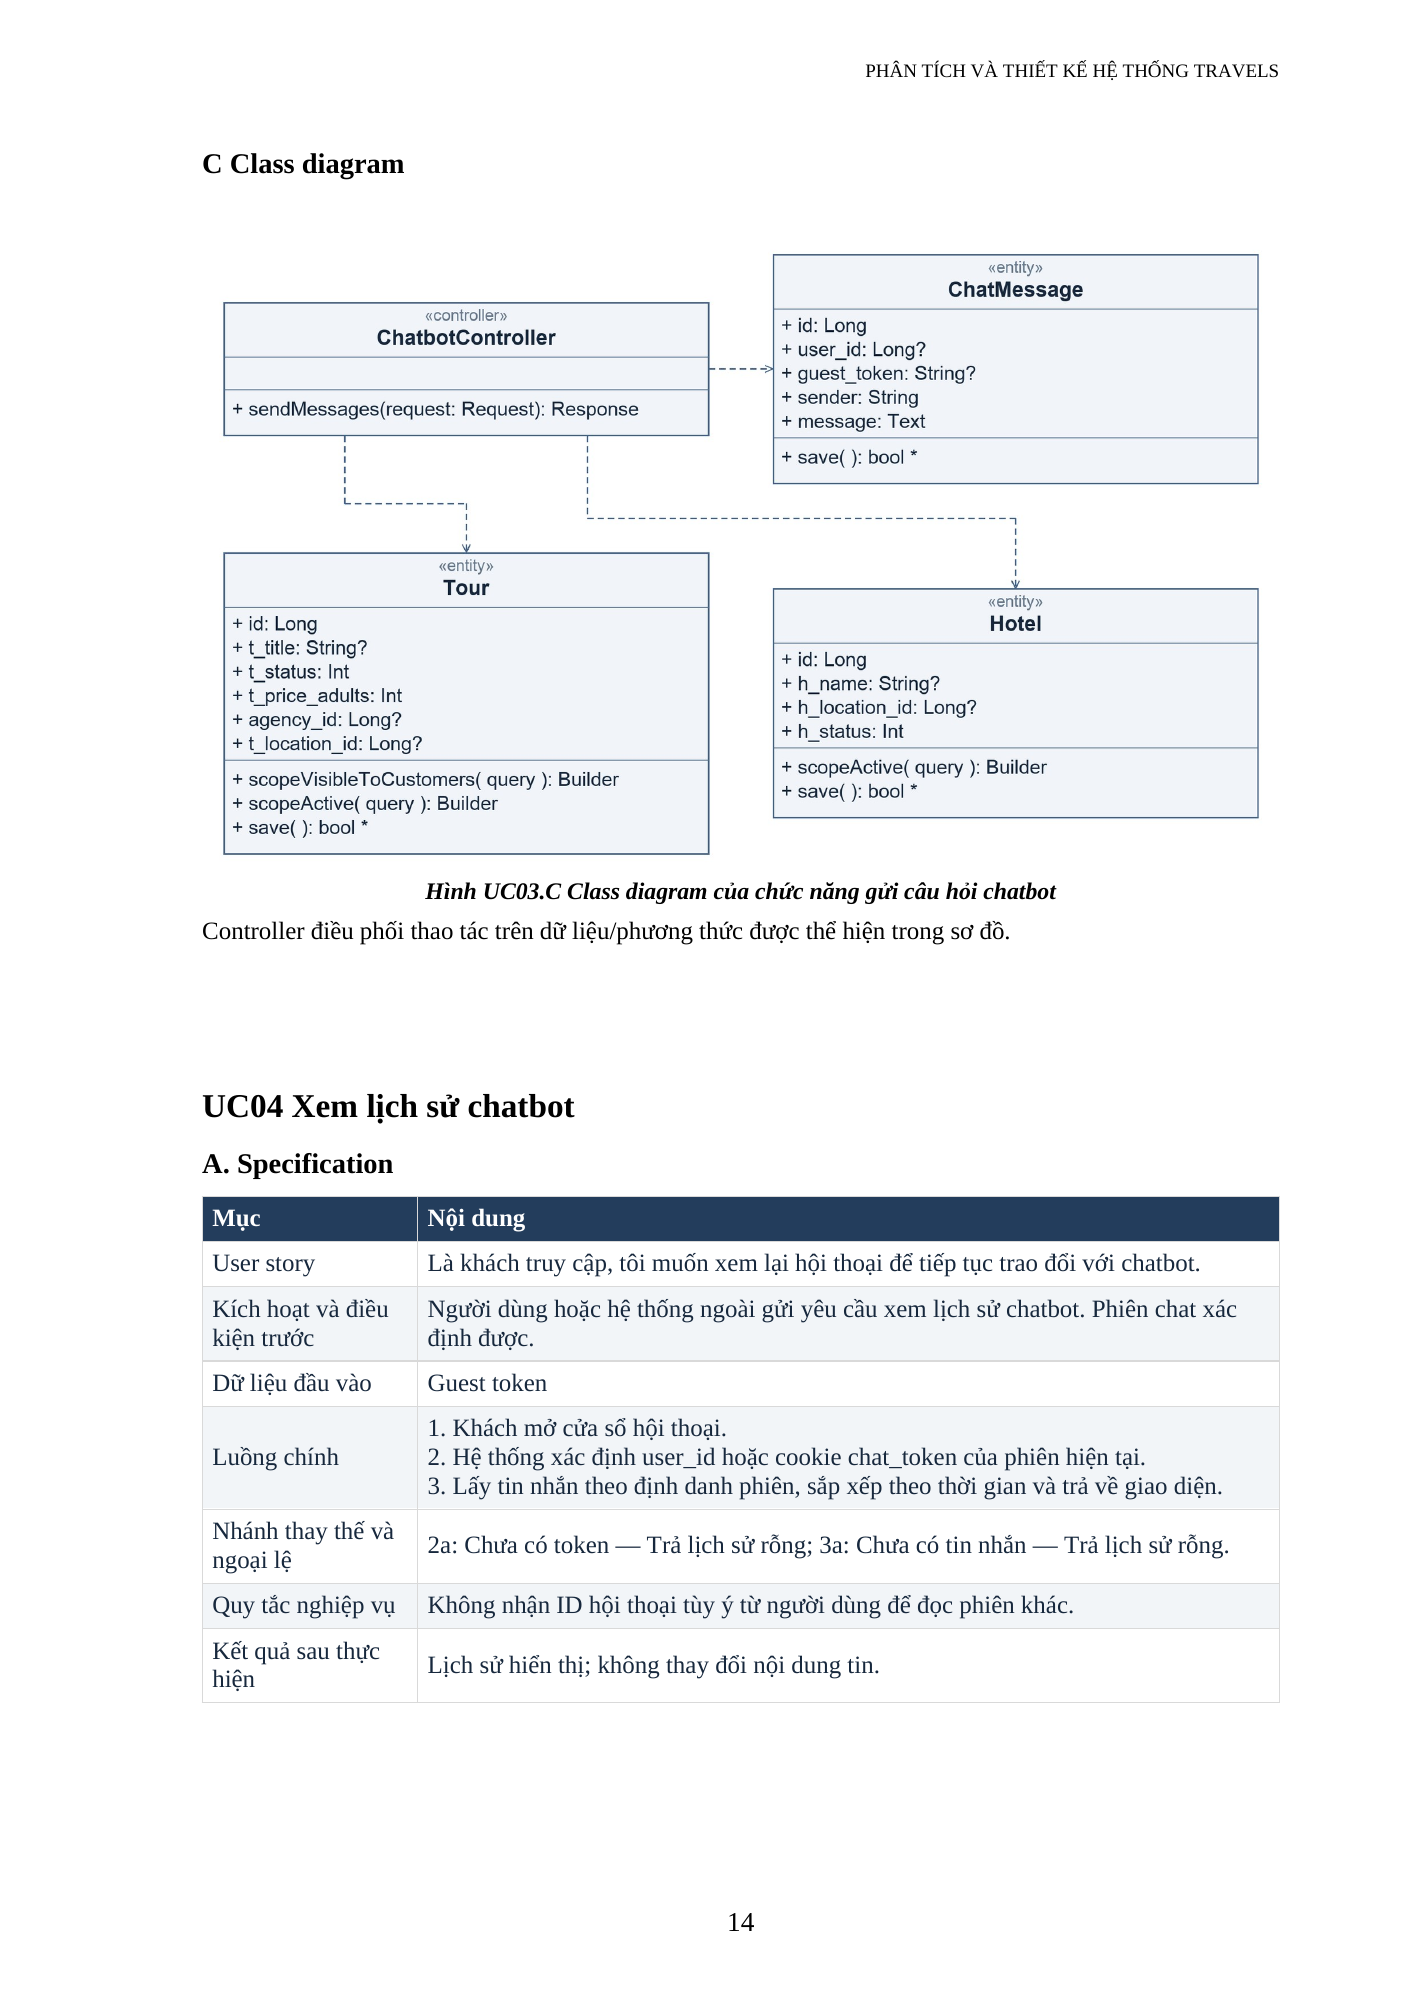 PHÂN TÍCH VÀ THIẾT KẾ HỆ THỐNG TRAVELS
C Class diagram
«controller»
ChatbotController
+ sendMessages(request: Request): Response
«entity»
ChatMessage
+ id: Long
+ user_id: Long?
+ guest_token: String?
+ sender: String
+ message: Text
+ save( ): bool *
«entity»
Tour
+ id: Long
+ t_title: String?
+ t_status: Int
+ t_price_adults: Int
+ agency_id: Long?
+ t_location_id: Long?
+ scopeVisibleToCustomers( query ): Builder
+ scopeActive( query ): Builder
+ save( ): bool *
«entity»
Hotel
+ id: Long
+ h_name: String?
+ h_location_id: Long?
+ h_status: Int
+ scopeActive( query ): Builder
+ save( ): bool *
Hình UC03.C Class diagram của chức năng gửi câu hỏi chatbot
Controller điều phối thao tác trên dữ liệu/phương thức được thể hiện trong sơ đồ.
UC04 Xem lịch sử chatbot
A. Specification
Mục
Nội dung
User story
Là khách truy cập, tôi muốn xem lại hội thoại để tiếp tục trao đổi với chatbot.
Kích hoạt và điều
kiện trước
Người dùng hoặc hệ thống ngoài gửi yêu cầu xem lịch sử chatbot. Phiên chat xác
định được.
Dữ liệu đầu vào
Guest token
Luồng chính
1. Khách mở cửa sổ hội thoại.
2. Hệ thống xác định user_id hoặc cookie chat_token của phiên hiện tại.
3. Lấy tin nhắn theo định danh phiên, sắp xếp theo thời gian và trả về giao diện.
Nhánh thay thế và
ngoại lệ
2a: Chưa có token — Trả lịch sử rỗng; 3a: Chưa có tin nhắn — Trả lịch sử rỗng.
Quy tắc nghiệp vụ
Không nhận ID hội thoại tùy ý từ người dùng để đọc phiên khác.
Kết quả sau thực
hiện
Lịch sử hiển thị; không thay đổi nội dung tin.
14